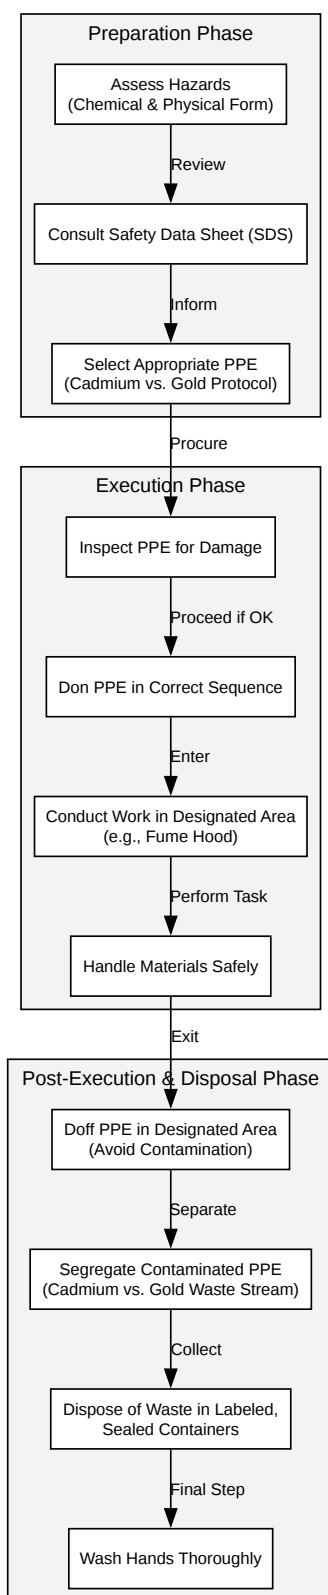 Preparation Phase
Assess Hazards
(Chemical & Physical Form)
Review
Consult Safety Data Sheet (SDS)
Inform
Select Appropriate PPE
(Cadmium vs. Gold Protocol)
Procure
Execution Phase
Inspect PPE for Damage
Proceed if OK
Don PPE in Correct Sequence
Enter
Conduct Work in Designated Area
(e.g., Fume Hood)
Perform Task
Handle Materials Safely
Exit
Post-Execution & Disposal Phase
Doff PPE in Designated Area
(Avoid Contamination)
Separate
Segregate Contaminated PPE
(Cadmium vs. Gold Waste Stream)
Collect
Dispose of Waste in Labeled,
Sealed Containers
Final Step
Wash Hands Thoroughly